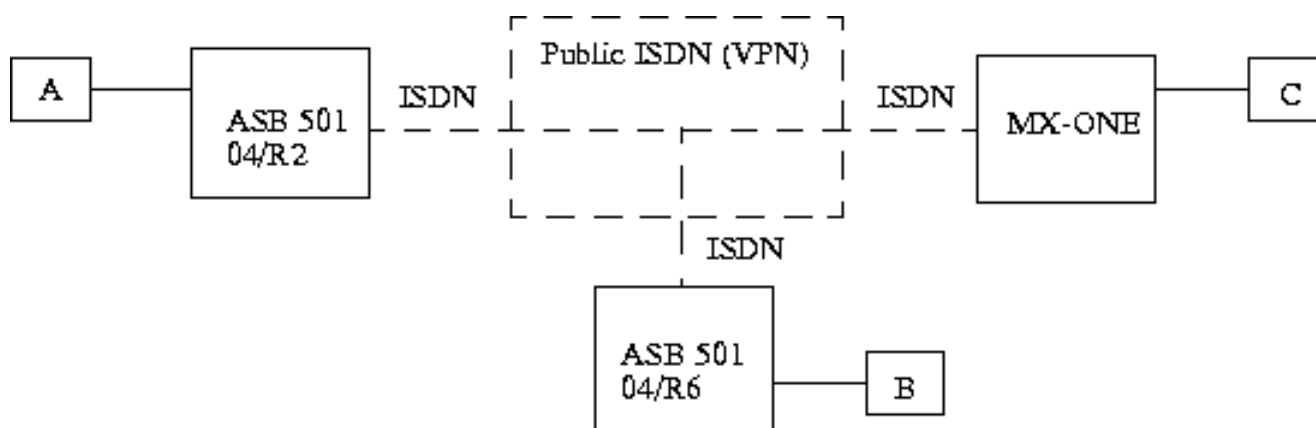 Public ISDN (VPN)
A
ISDN
ISDN
C
ASB 501
04/R2
MX-ONE
ISDN
ASB 501
04/R6
B